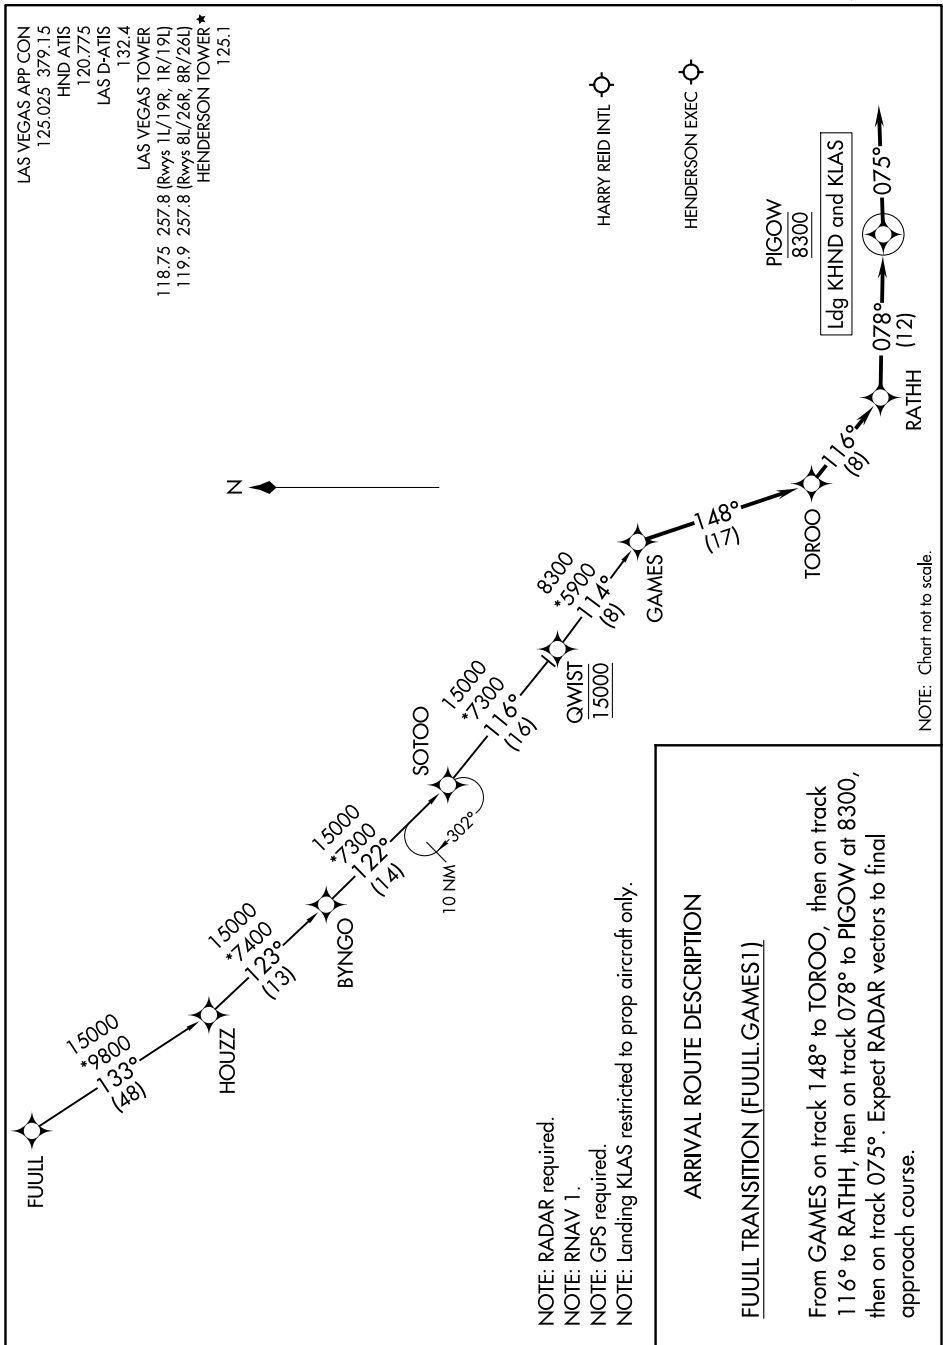 LAS VEGAS APP CON
125.025 379.15
HND ATIS
120.775
LAS D-ATIS
132.4
LAS VEGAS TOWER
118.75 257.8 (Rwys 1L/19R, 1R/19L)
119.9 257.8 (Rwys 8L/26R, 8R/26L)
HENDERSON TOWER★
125.1
FUULL
15000
*9800
133°
(48)
HOUZZ
15000
*7400
123°
(13)
BYNGO
15000
*7300
122°
(14)
SOTOO
302°
10 NM
15000
*7300
116°
(16)
QWIST
15000
8300
*5900
114°
(8)
GAMES
148°
(17)
TOROO
116°
(8)
RATHH
078°
(12)
PIGOW
8300
Ldg KHND and KLAS
075°
N
HARRY REID INTL
HENDERSON EXEC
NOTE: RADAR required.
NOTE: RNAV 1.
NOTE: GPS required.
NOTE: Landing KLAS restricted to prop aircraft only.
NOTE: Chart not to scale.
ARRIVAL ROUTE DESCRIPTION
FUULL TRANSITION (FUULL.GAMES1)
From GAMES on track 148° to TOROO, then on track
116° to RATHH, then on track 078° to PIGOW at 8300,
then on track 075°. Expect RADAR vectors to final
approach course.